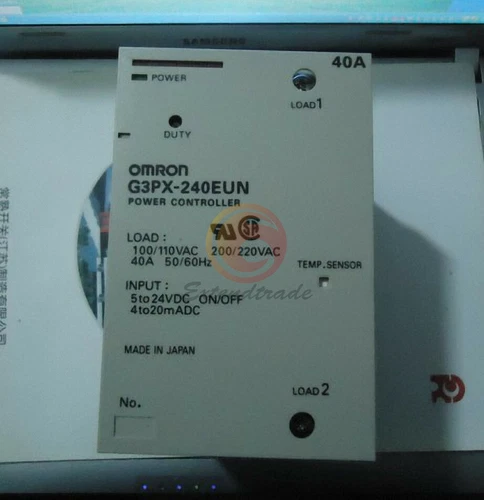 SAMSUNG
40A
POWER
LOAD1
DUTY
OMRON
G3PX-240EUN
POWER CONTROLLER
LOAD :
100/110VAC 200/220VAC
40A 50/60Hz
TEMP.SENSOR
INPUT :
5to24VDC ON/OFF
4to20mADC
Extendtrade
MADE IN JAPAN
LOAD2
No.